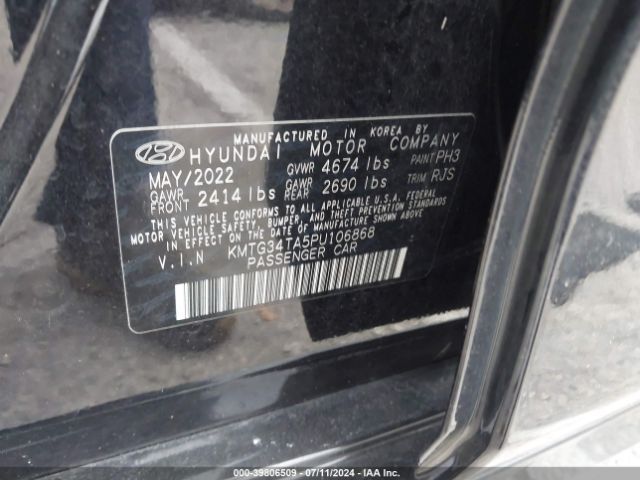 MANUFACTURED IN KOREA BY
HYUNDAI MOTOR COMPANY
MAY/2022 GVWR 4674 lbs PAINT PH3
GAWR FRONT 2414 lbs GAWR REAR 2690 lbs TRIM RJS
THIS VEHICLE CONFORMS TO ALL APPLICABLE U.S.A. FEDERAL
MOTOR VEHICLE SAFETY, BUMPER, AND THEFT PREVENTION STANDARDS
IN EFFECT ON THE DATE OF MANUFACTURE SHOWN ABOVE.
V.I.N KMTG34TA5PU106868
PASSENGER CAR
000-39806509 - 07/11/2024 - IAA Inc.